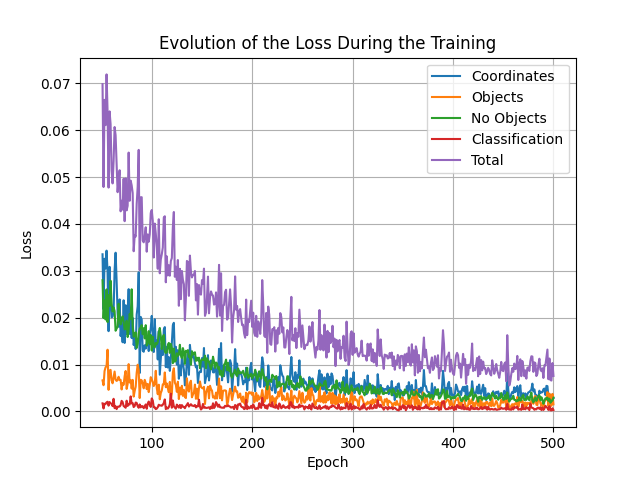 Evolution of the Loss During the Training
Coordinates
Objects
No Objects
Classification
Total
Loss
0.07
0.06
0.05
0.04
0.03
0.02
0.01
0.00
100
200
300
400
500
Epoch